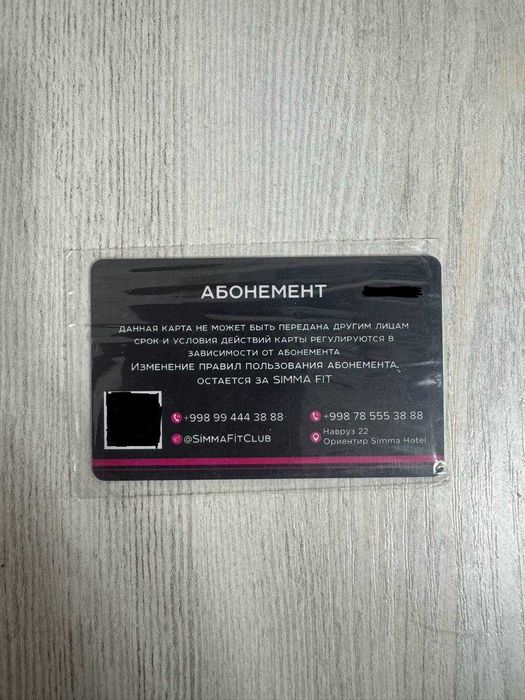 АБОНЕМЕНТ
ДАННАЯ КАРТА НЕ МОЖЕТ БЫТЬ ПЕРЕДАНА ДРУГИМ ЛИЦАМ
СРОК И УСЛОВИЯ ДЕЙСТВИЙ КАРТЫ РЕГУЛИРУЮТСЯ В
ЗАВИСИМОСТИ ОТ АБОНЕМЕНТА
ИЗМЕНЕНИЕ ПРАВИЛ ПОЛЬЗОВАНИЯ АБОНЕМЕНТА
ОСТАЕТСЯ ЗА SIMMA FIT
+998 99 444 38 88
+998 78 555 38 88
@SIMMAFITCLUB
Навруз 22
Ориентир Simma Hotel